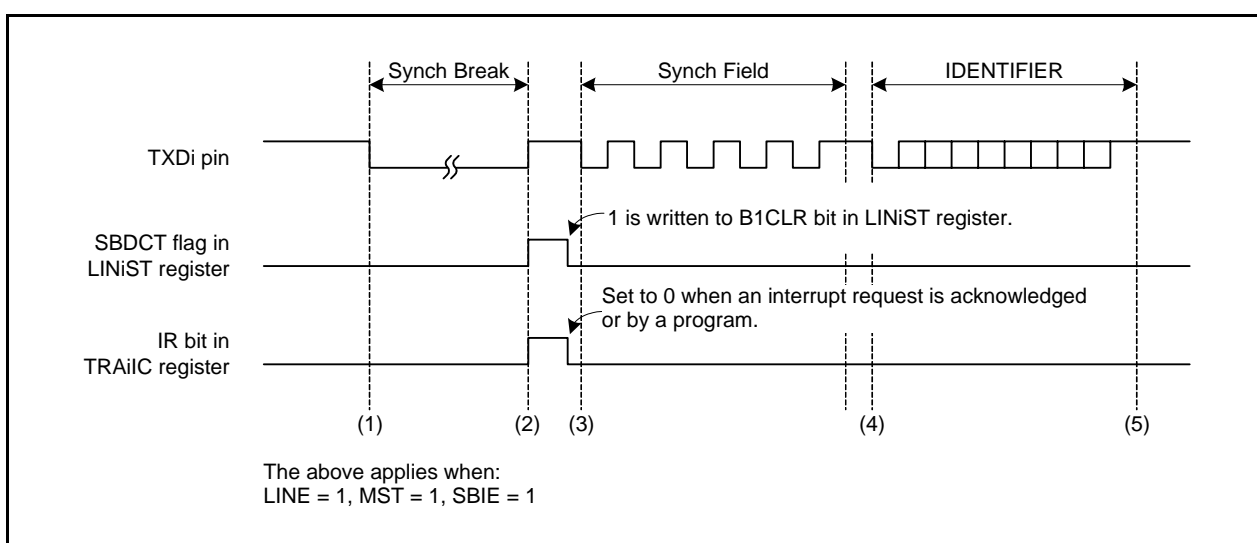 Synch Break
Synch Field
IDENTIFIER
TXDi pin
1 is written to B1CLR bit in LINiST register.
SBDCT flag in
LINiST register
Set to 0 when an interrupt request is acknowledged
or by a program.
IR bit in
TRAiIC register
(1)
(2)
(3)
(4)
(5)
The above applies when:
LINE = 1, MST = 1, SBIE = 1